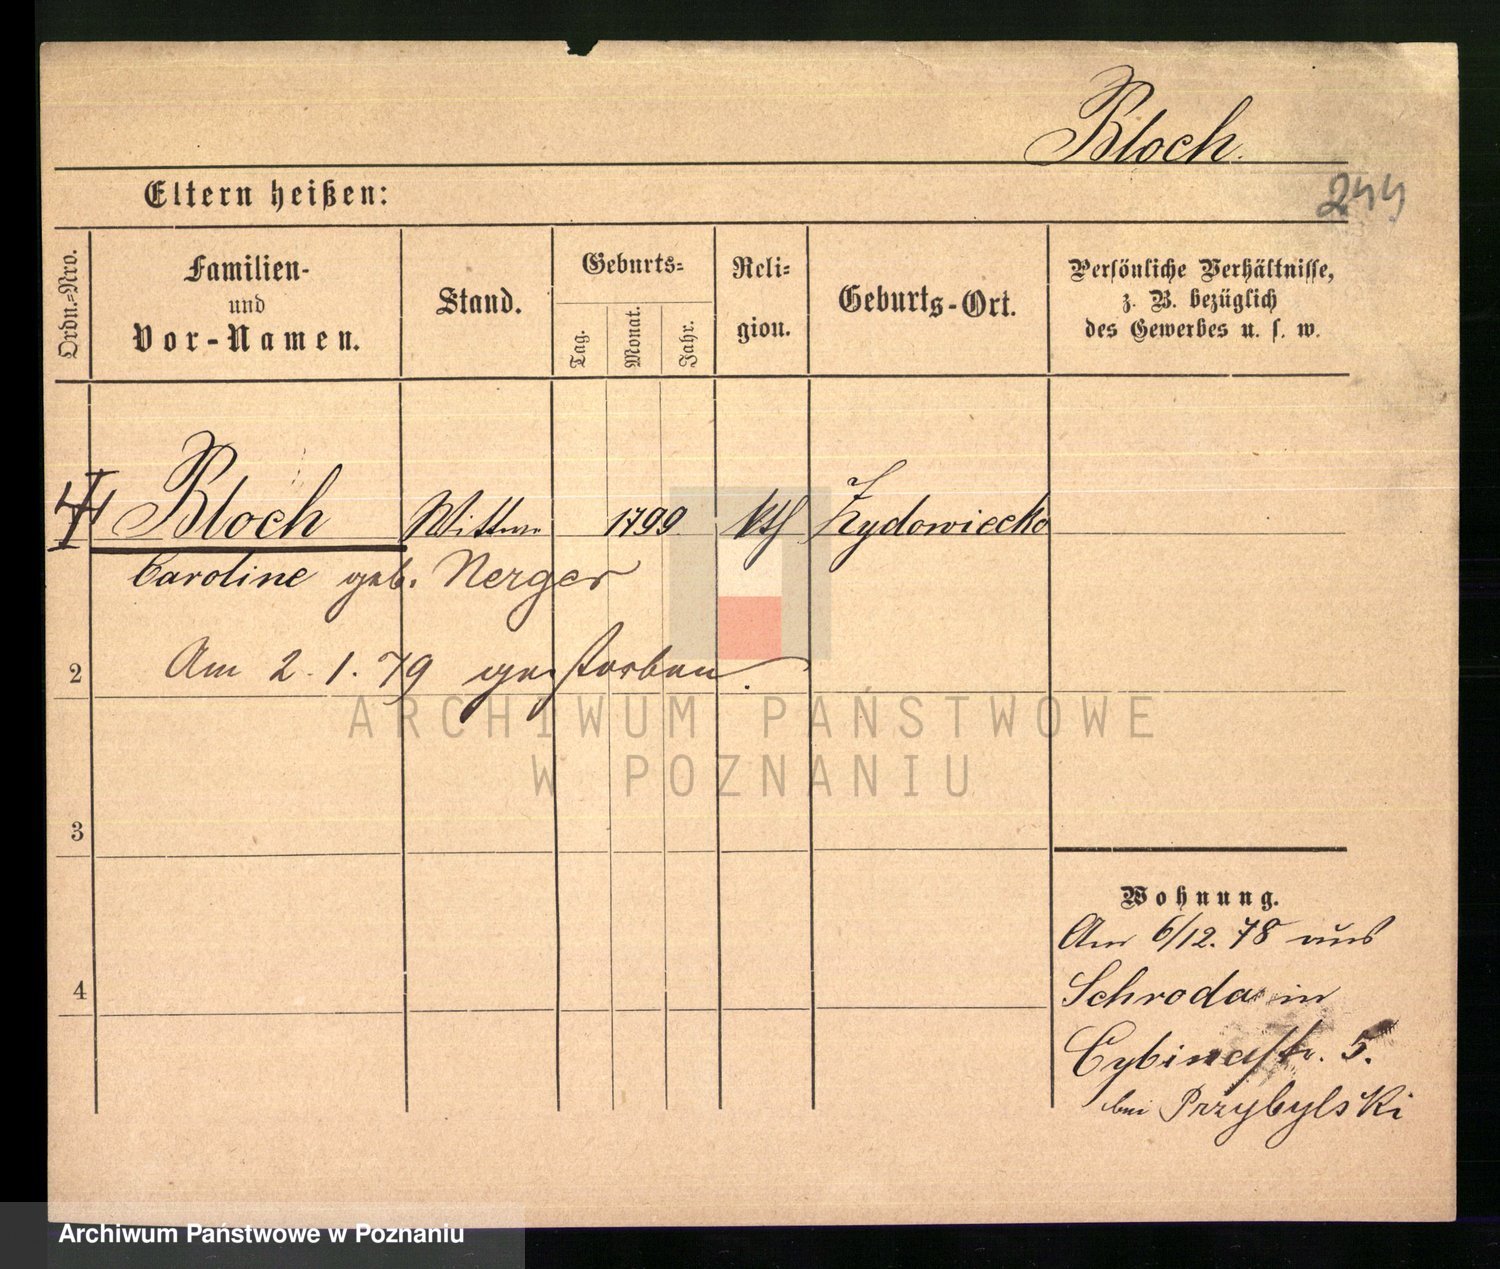 Bloch.
Eltern heißen:
244
Ordn.=Nro.
Familien-
und
Vor-Namen.
Stand.
Geburts=
Tag.
Monat.
Jahr.
Reli=
gion.
Geburts-Ort.
Persönliche Verhältnisse,
z. B. bezüglich
des Gewerbes u. s. w.
Bloch Wittwe 1799. kth Zydowiecko
Caroline geb. Nerger
2 Am 2.1.79 gestorben.
3
4
Wohnung.
Am 6/12.78 aus
Schroda in
Cybinastr. 5.
bei Przybylski
ARCHIWUM PAŃSTWOWE
W POZNANIU
Archiwum Państwowe w Poznaniu